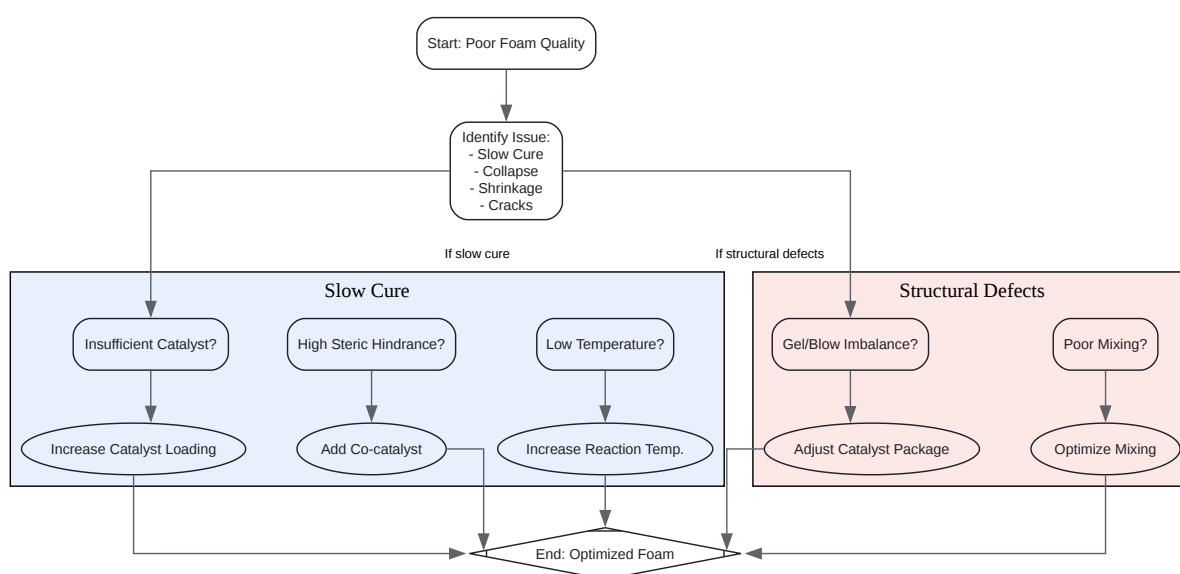 Start: Poor Foam Quality
Identify Issue:
- Slow Cure
- Collapse
- Shrinkage
- Cracks
If slow cure
If structural defects
Slow Cure
Structural Defects
Insufficient Catalyst?
High Steric Hindrance?
Low Temperature?
Gel/Blow Imbalance?
Poor Mixing?
Increase Catalyst Loading
Add Co-catalyst
Increase Reaction Temp.
Adjust Catalyst Package
Optimize Mixing
End: Optimized Foam